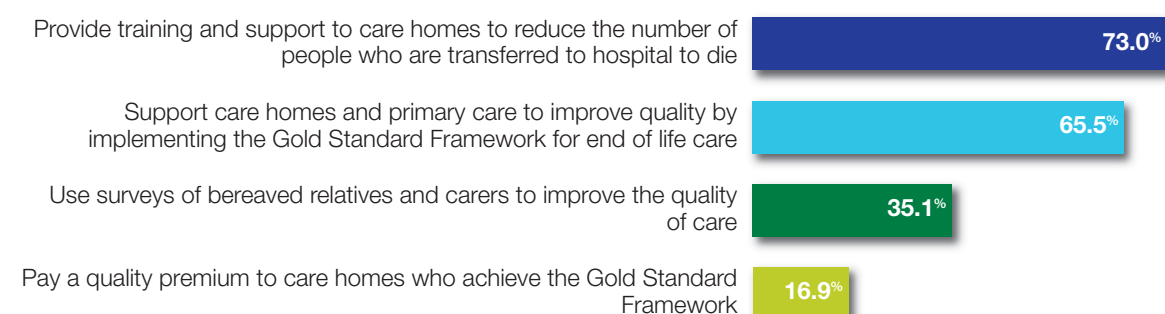 Provide training and support to care homes to reduce the number of
people who are transferred to hospital to die
73.0%
Support care homes and primary care to improve quality by
implementing the Gold Standard Framework for end of life care
65.5%
Use surveys of bereaved relatives and carers to improve the quality
of care
35.1%
Pay a quality premium to care homes who achieve the Gold Standard
Framework
16.9%